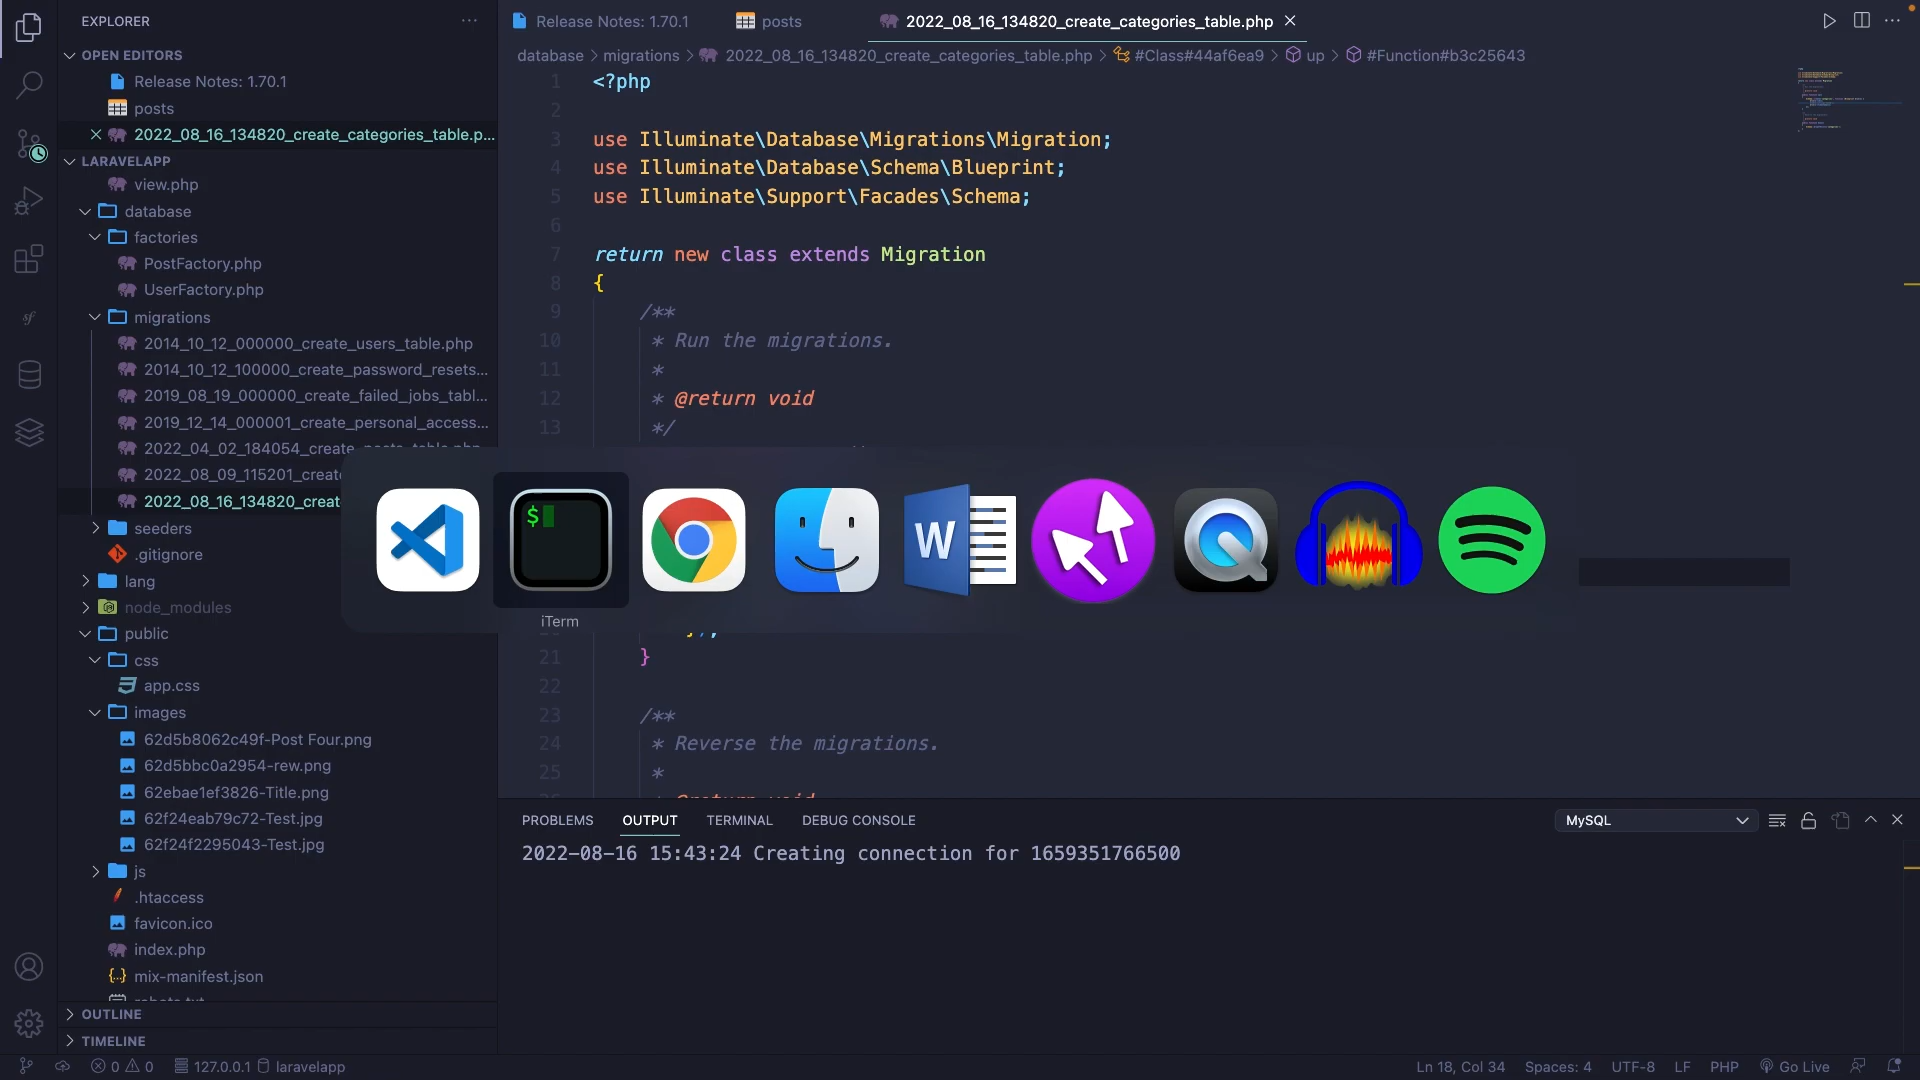 EXPLORER
OPEN EDITORS
Release Notes: 1.70.1
posts
2022_08_16_134820_create_categories_table.p...
LARAVELAPP
view.php
database
factories
PostFactory.php
UserFactory.php
migrations
2014_10_12_000000_create_users_table.php
2014_10_12_100000_create_password_resets...
2019_08_19_000000_create_failed_jobs_tabl...
2019_12_14_000001_create_personal_access...
2022_04_02_184054_create_posts_table.php
2022_08_09_115201_creat
2022_08_16_134820_creat
seeders
.gitignore
lang
node_modules
public
css
app.css
images
62d5b8062c49f-Post Four.png
62d5bbc0a2954-rew.png
62ebae1ef3826-Title.png
62f24eab79c72-Test.jpg
62f24f2295043-Test.jpg
js
.htaccess
favicon.ico
index.php
mix-manifest.json
robots.txt
OUTLINE
TIMELINE
Release Notes: 1.70.1
posts
2022_08_16_134820_create_categories_table.php
database > migrations > 2022_08_16_134820_create_categories_table.php > #Class#44af6ea9 > up > #Function#b3c25643
1 <?php
2
3 use Illuminate\Database\Migrations\Migration;
4 use Illuminate\Database\Schema\Blueprint;
5 use Illuminate\Support\Facades\Schema;
6
7 return new class extends Migration
8 {
9 /**
10 * Run the migrations.
11 *
12 * @return void
13 */
$
W
iTerm
21 }
22
23 /**
24 * Reverse the migrations.
25 *
PROBLEMS OUTPUT TERMINAL DEBUG CONSOLE
MySQL
2022-08-16 15:43:24 Creating connection for 1659351766500
0 0 127.0.0.1 laravelapp
Ln 18, Col 34 Spaces: 4 UTF-8 LF PHP Go Live